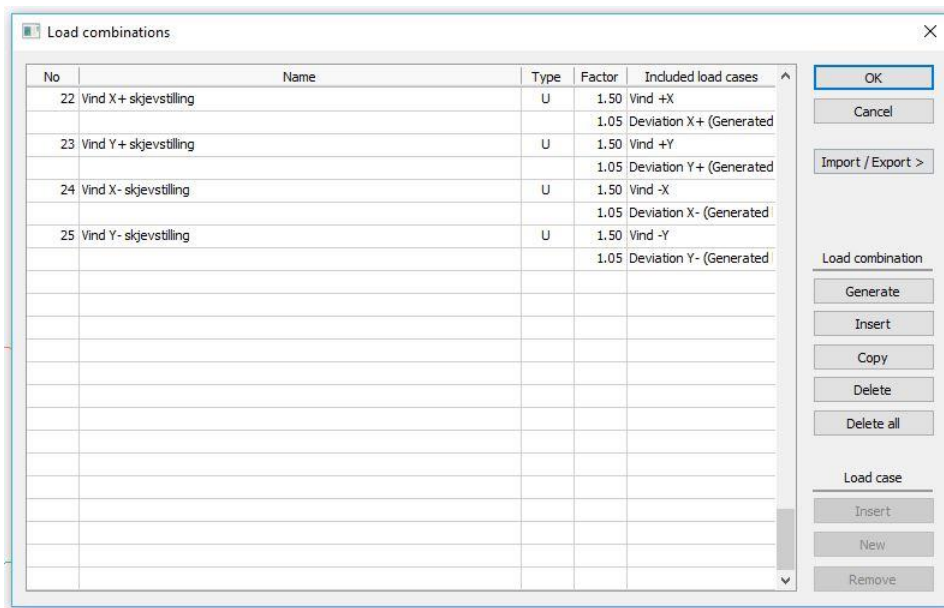 Load combinations
No Name Type Factor Included load cases
22 Vind X+ skjevstilling U 1.50 Vind +X
1.05 Deviation X+ (Generated
23 Vind Y+ skjevstilling U 1.50 Vind +Y
1.05 Deviation Y+ (Generated
24 Vind X- skjevstilling U 1.50 Vind -X
1.05 Deviation X- (Generated
25 Vind Y- skjevstilling U 1.50 Vind -Y
1.05 Deviation Y- (Generated
OK
Cancel
Import / Export >
Load combination
Generate
Insert
Copy
Delete
Delete all
Load case
Insert
New
Remove